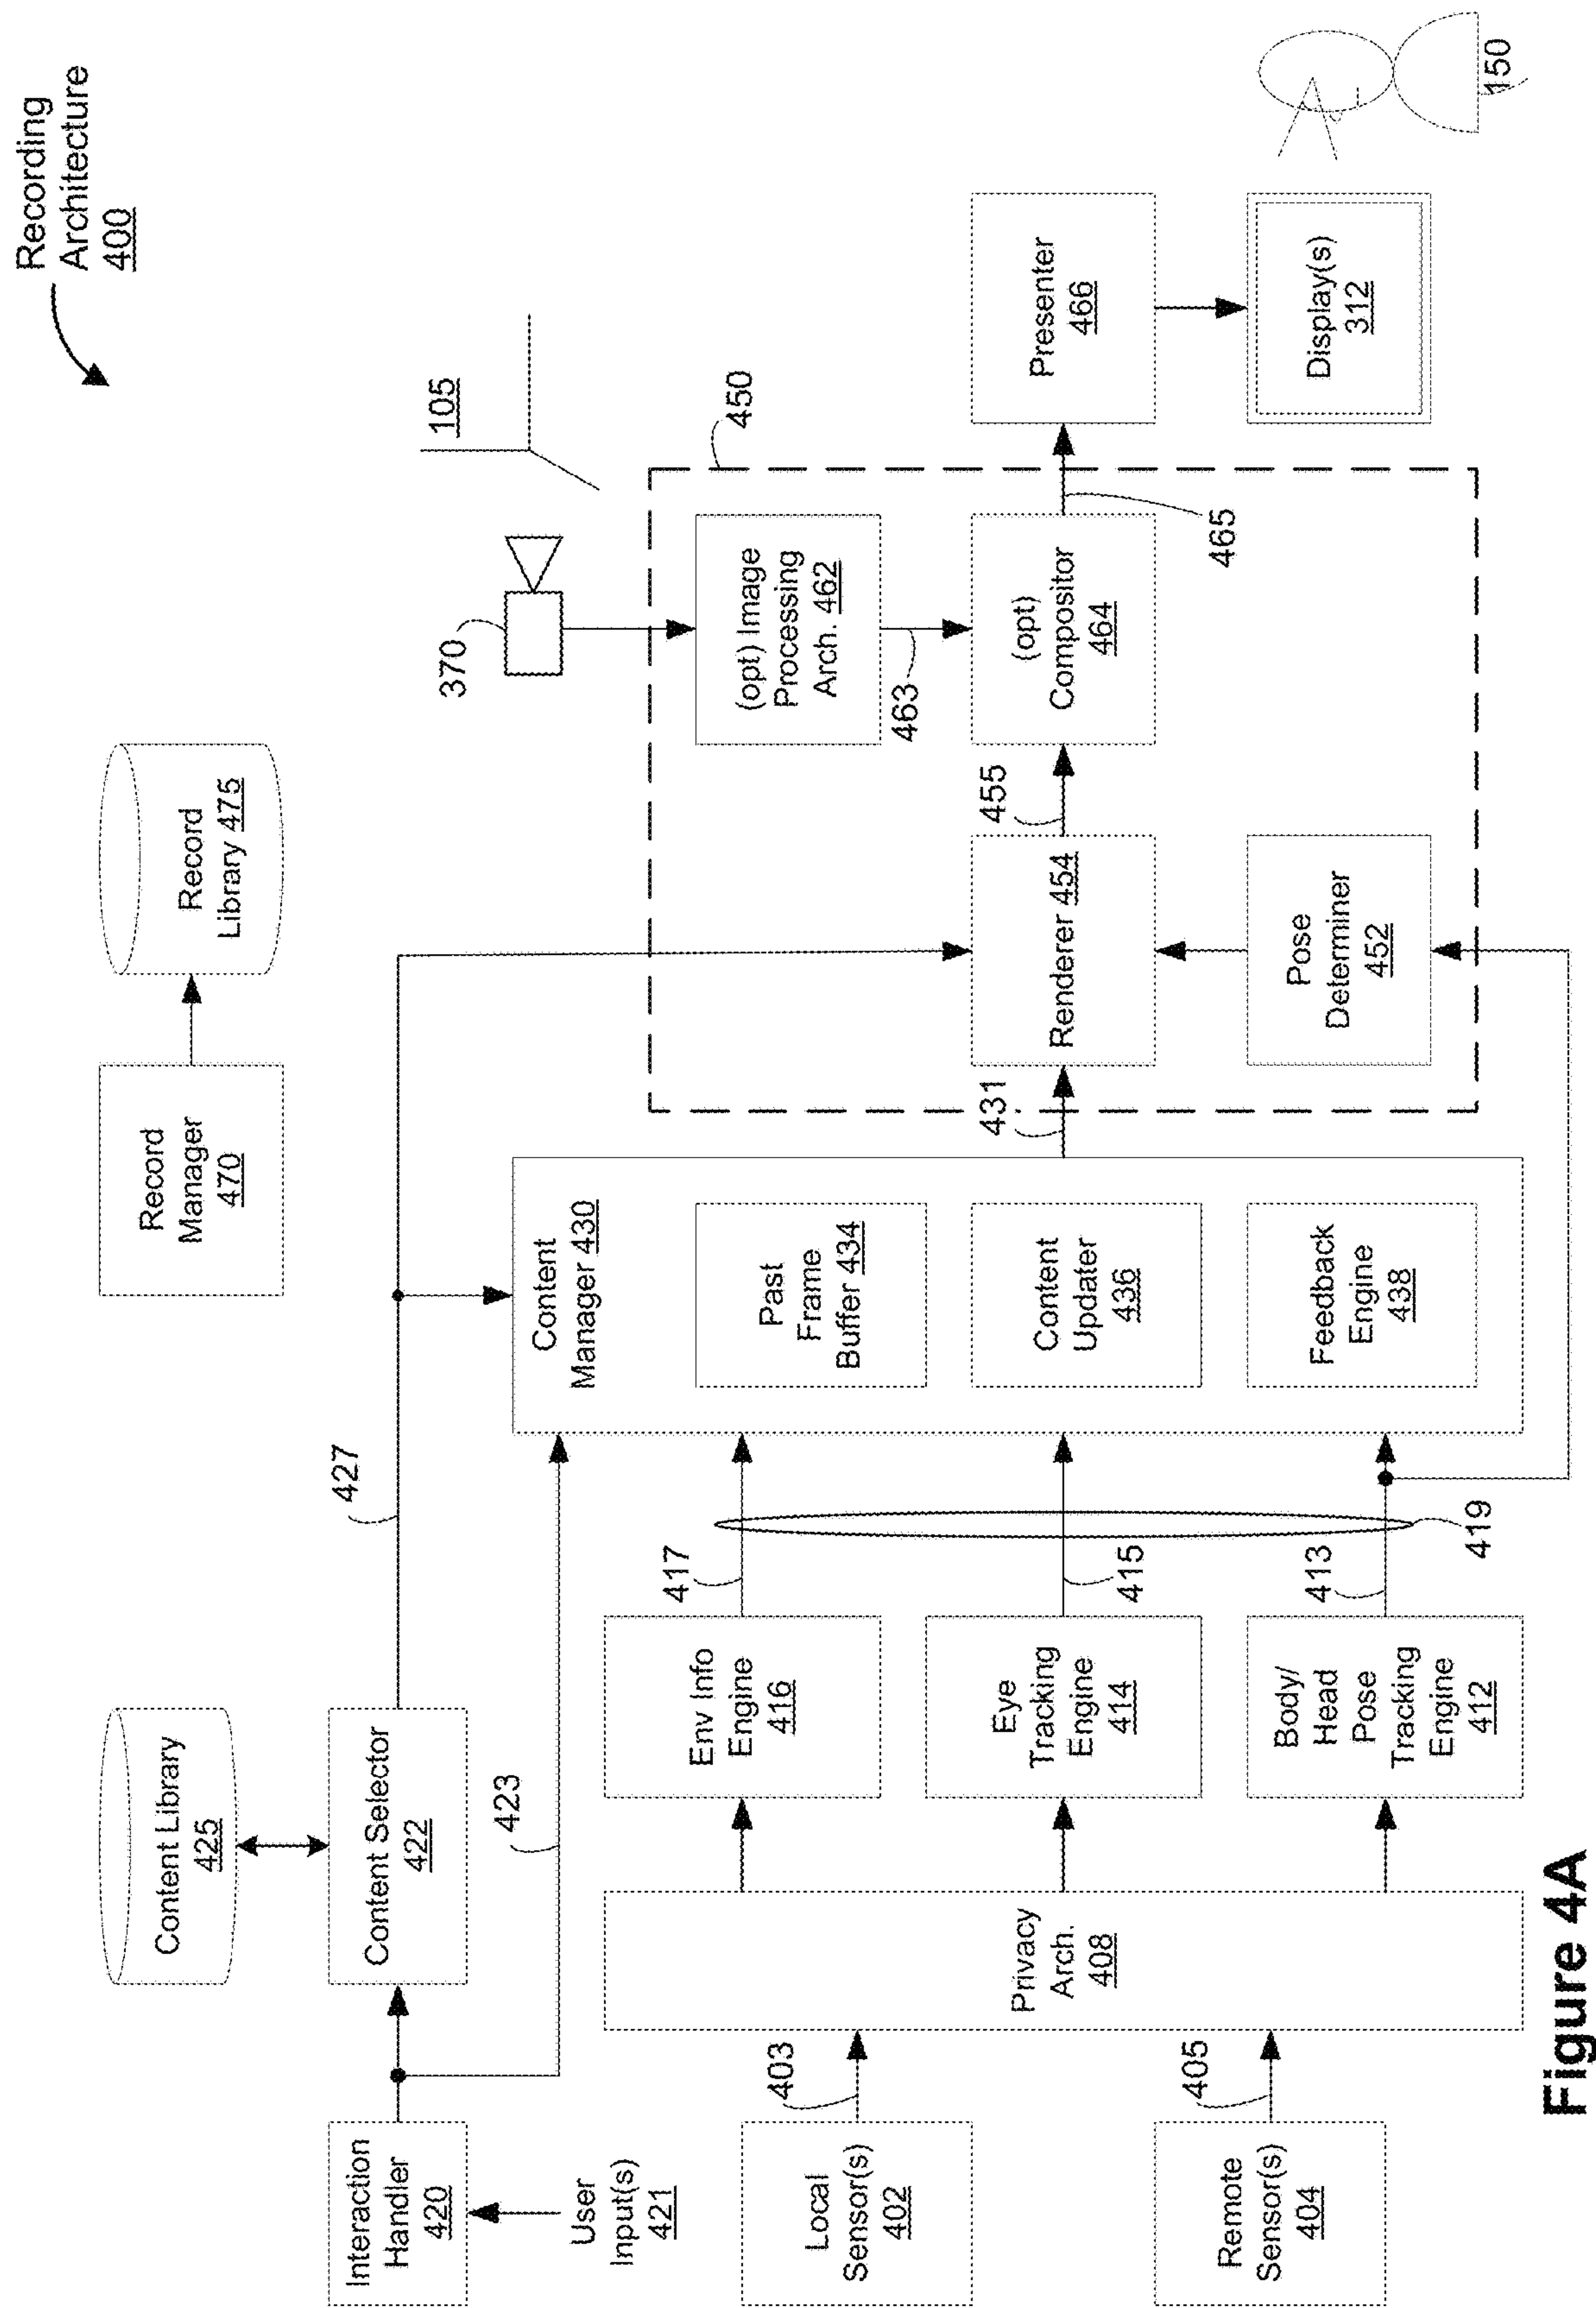 Recording
Architecture
400
Content Library
425
Record
Manager
470
Record
Library 475
Interaction
Handler
420
User
Input(s)
421
Content Selector
422
427
423
Content
Manager 430
Past
Frame
Buffer 434
Content
Updater
436
Feedback
Engine
438
370
105
450
(opt) Image
Processing
Arch. 462
463
Local
Sensor(s)
402
403
Remote
Sensor(s)
404
405
Privacy
Arch.
408
Env Info
Engine
416
417
Eye
Tracking
Engine
414
415
Body/
Head
Pose
Tracking
Engine
412
413
419
431
Renderer 454
455
(opt)
Compositor
464
465
Pose
Determiner
452
Presenter
466
Display(s)
312
150
Figure 4A